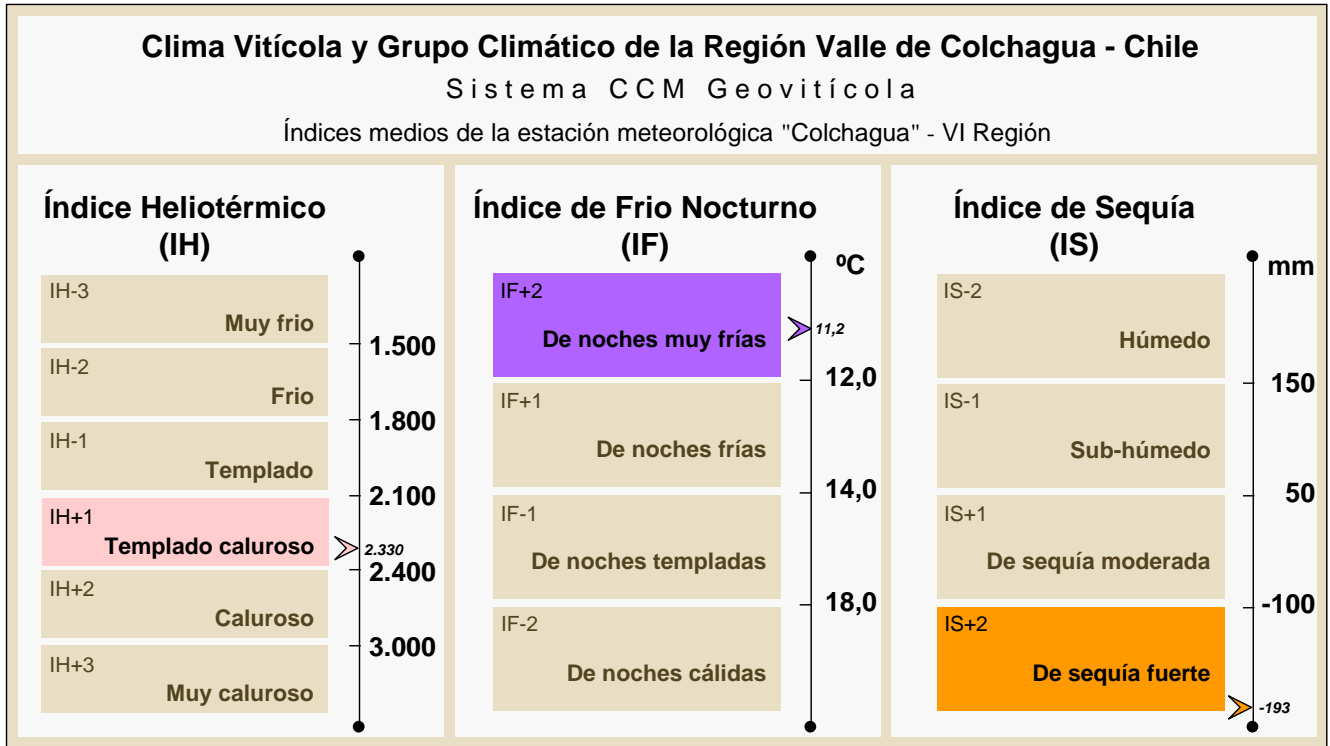 Clima Vitícola y Grupo Climático de la Región Valle de Colchagua - Chile
Sistema CCM Geovitícola
Índices medios de la estación meteorológica "Colchagua" - VI Región
Índice Heliotérmico
(IH)
IH-3
Muy frio
1.500
IH-2
Frio
1.800
IH-1
Templado
2.100
IH+1
Templado caluroso
2.330
2.400
IH+2
Caluroso
3.000
IH+3
Muy caluroso
Índice de Frio Nocturno
(IF)
ºC
IF+2
De noches muy frías
11,2
12,0
IF+1
De noches frías
14,0
IF-1
De noches templadas
18,0
IF-2
De noches cálidas
Índice de Sequía
(IS)
mm
IS-2
Húmedo
150
IS-1
Sub-húmedo
50
IS+1
De sequía moderada
-100
IS+2
De sequía fuerte
-193